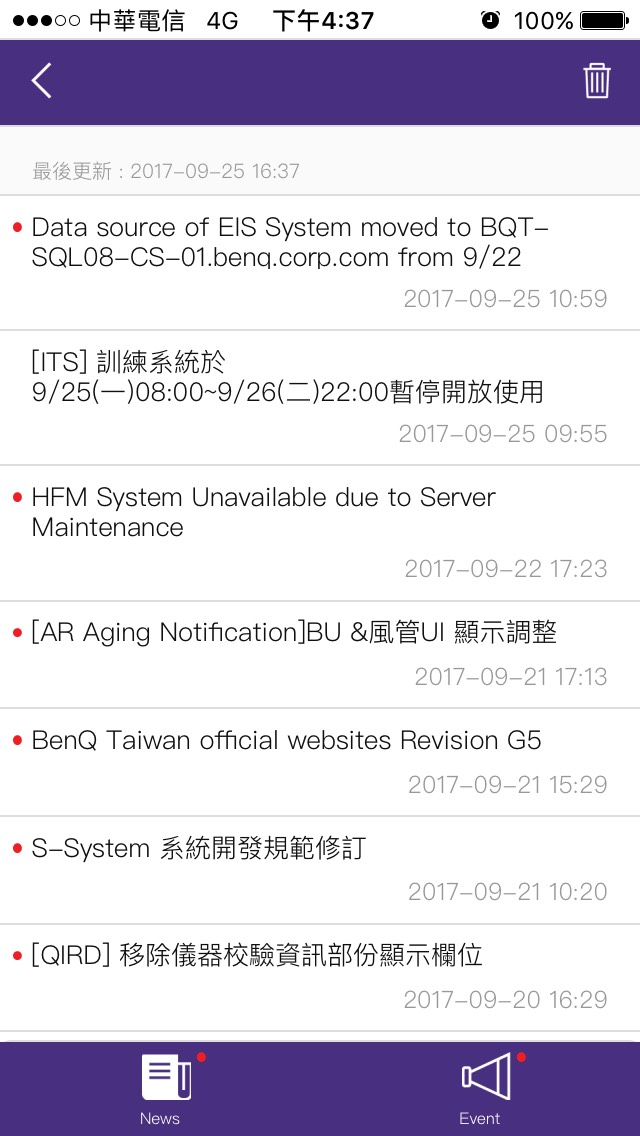 中華電信 4G 下午4:37 100%
最後更新 : 2017-09-25 16:37
Data source of EIS System moved to BQT-
SQL08-CS-01.benq.corp.com from 9/22
2017-09-25 10:59
[ITS] 訓練系統於
9/25(一)08:00~9/26(二)22:00暫停開放使用
2017-09-25 09:55
HFM System Unavailable due to Server
Maintenance
2017-09-22 17:23
[AR Aging Notification]BU &風管UI 顯示調整
2017-09-21 17:13
BenQ Taiwan official websites Revision G5
2017-09-21 15:29
S-System 系統開發規範修訂
2017-09-21 10:20
[QIRD] 移除儀器校驗資訊部份顯示欄位
2017-09-20 16:29
News Event